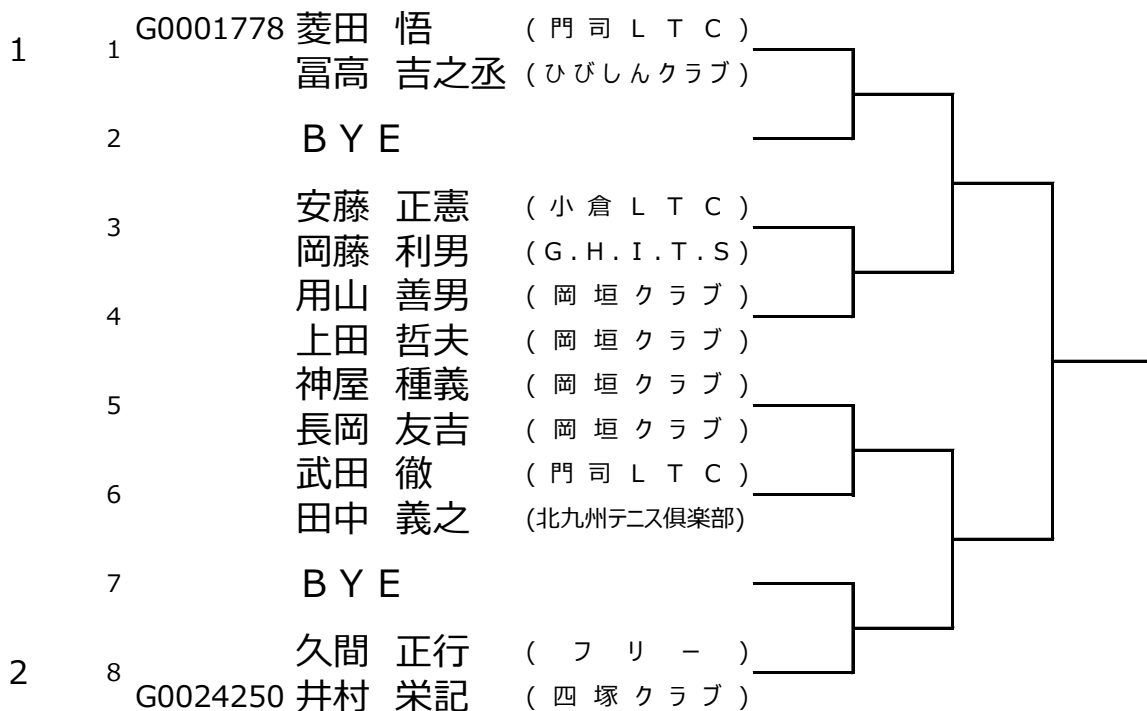 G0001778 菱田 悟 (門司LTC)
1 1
冨高 吉之丞 (ひびしんクラブ)
2 BYE
安藤 正憲 (小倉LTC)
3
岡藤 利男 (G.H.I.T.S)
用山 善男 (岡垣クラブ)
4
上田 哲夫 (岡垣クラブ)
神屋 種義 (岡垣クラブ)
5
長岡 友吉 (岡垣クラブ)
武田 徹 (門司LTC)
6
田中 義之 (北九州テニス倶楽部)
7 BYE
久間 正行 (フリー)
2 8
G0024250 井村 栄記 (四塚クラブ)